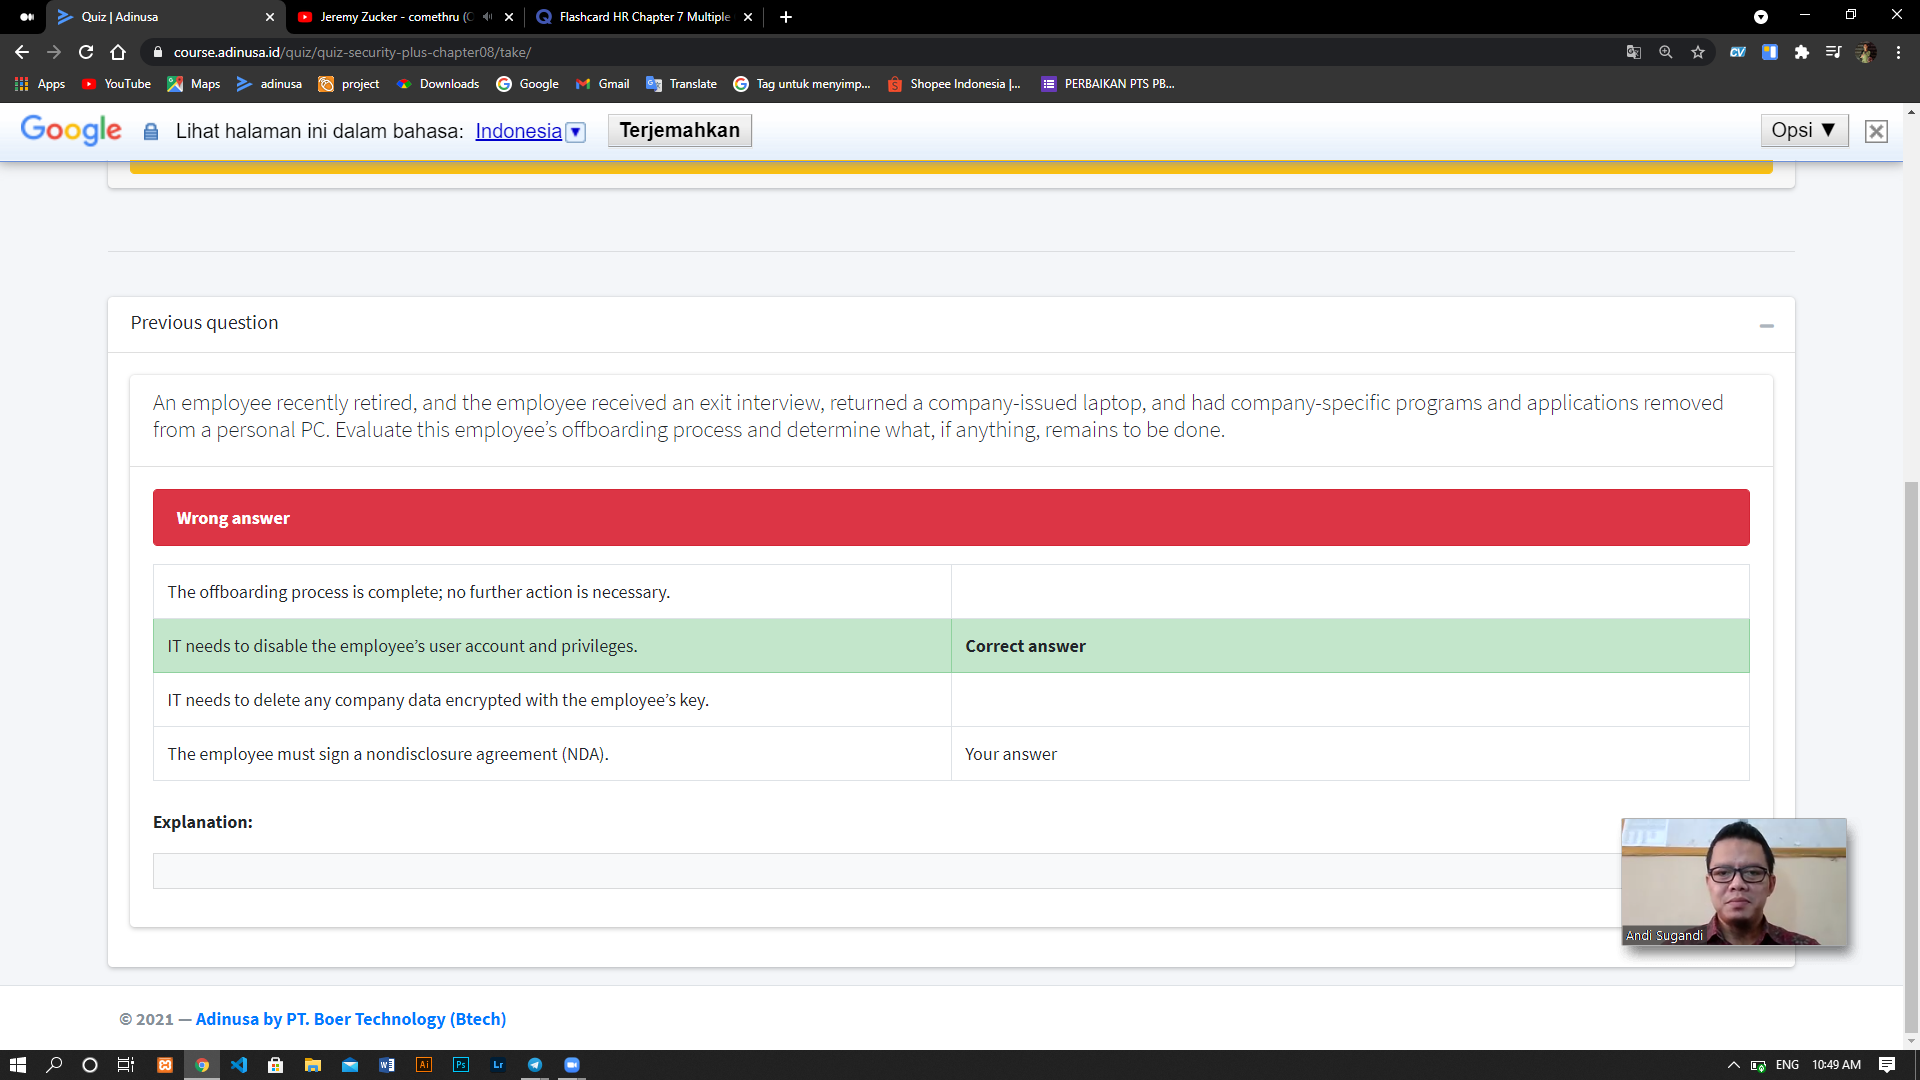 Quiz | Adinusa
Jeremy Zucker - comethru (
Flashcard HR Chapter 7 Multiple
course.adinusa.id/quiz/quiz-security-plus-chapter08/take/
Apps
YouTube
Maps
adinusa
project
Downloads
Google
Gmail
Translate
Tag untuk menyimp...
Shopee Indonesia |...
PERBAIKAN PTS PB...
Google
Lihat halaman ini dalam bahasa: Indonesia ▼
Terjemahkan
Opsi ▼
Previous question
An employee recently retired, and the employee received an exit interview, returned a company-issued laptop, and had company-specific programs and applications removed
from a personal PC. Evaluate this employee’s offboarding process and determine what, if anything, remains to be done.
Wrong answer
The offboarding process is complete; no further action is necessary.
IT needs to disable the employee’s user account and privileges.
Correct answer
IT needs to delete any company data encrypted with the employee’s key.
The employee must sign a nondisclosure agreement (NDA).
Your answer
Explanation:
Andi Sugandi
© 2021 — Adinusa by PT. Boer Technology (Btech)
Ai
Ps
Lr
ENG
10:49 AM